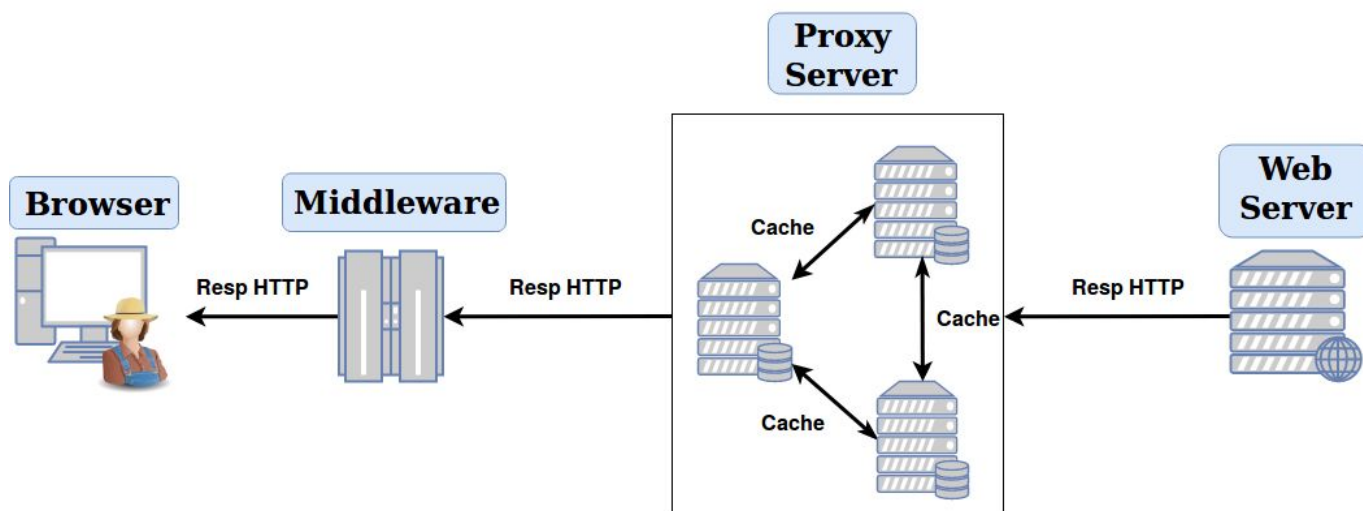 Proxy
Server
Browser
Middleware
Web
Server
Cache
Resp HTTP
Resp HTTP
Cache
Resp HTTP
Cache